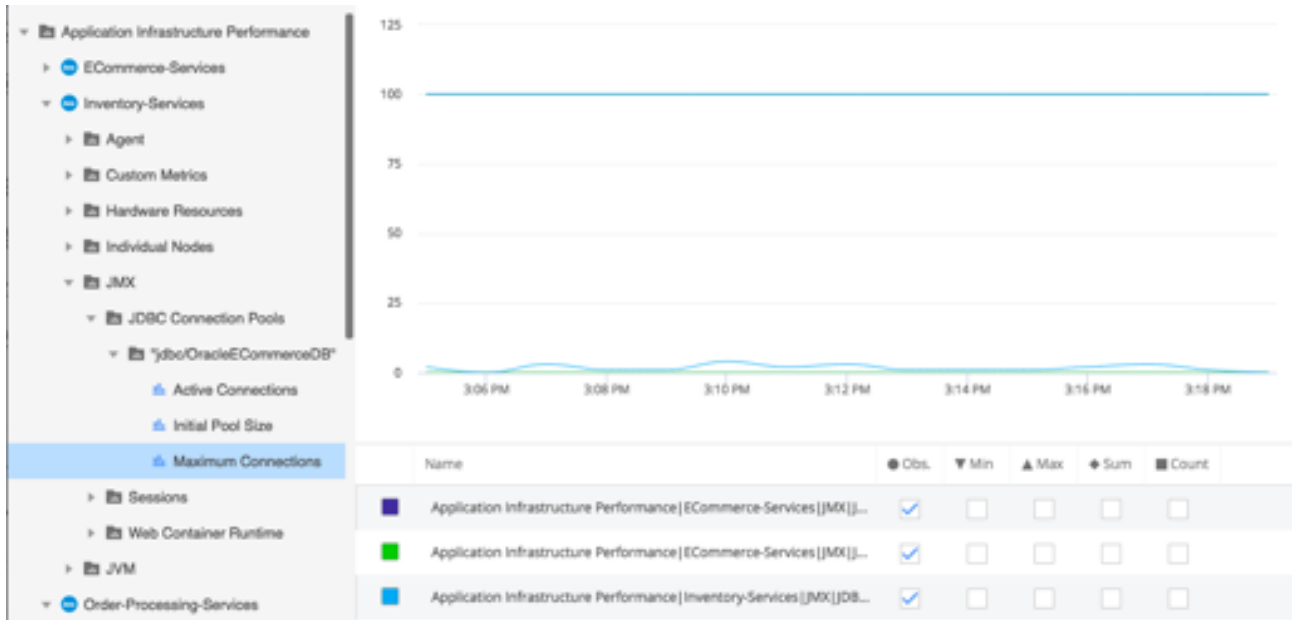 Application Infrastructure Performance
ECommerce-Services
Inventory-Services
Agent
Custom Metrics
Hardware Resources
Individual Nodes
JMX
JDBC Connection Pools
"jdbc/OracleECommerceDB"
Active Connections
Initial Pool Size
Maximum Connections
Sessions
Web Container Runtime
JVM
Order-Processing-Services
125
100
75
50
25
0
3:06 PM 3:08 PM 3:10 PM 3:12 PM 3:14 PM 3:16 PM 3:18 PM
Name Obs. Min Max Sum Count
Application Infrastructure Performance|ECommerce-Services|JMX|J...
Application Infrastructure Performance|ECommerce-Services|JMX|J...
Application Infrastructure Performance|Inventory-Services|JMX|JDB...